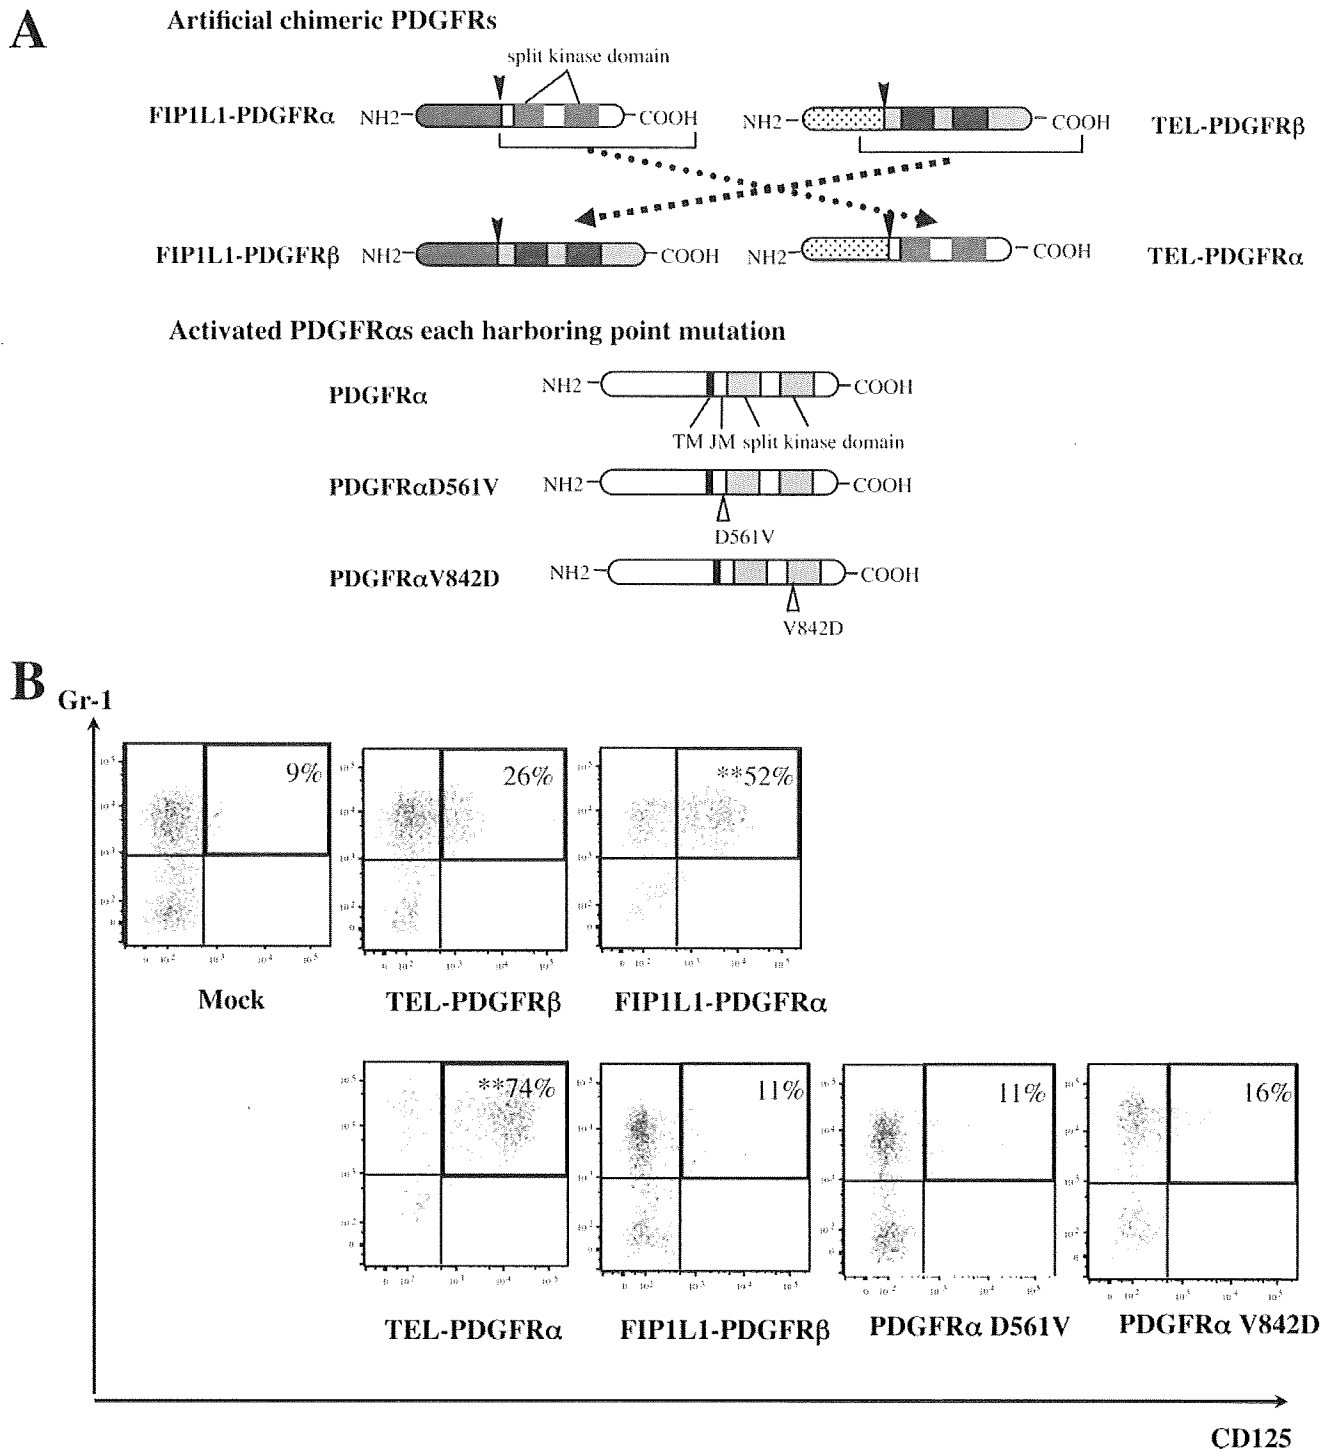 A
Artificial chimeric PDGFRs
split kinase domain
FIP1L1-PDGFRα NH2 COOH
NH2 COOH TEL-PDGFRβ
FIP1L1-PDGFRβ NH2 COOH
NH2 COOH TEL-PDGFRα
Activated PDGFRαs each harboring point mutation
PDGFRα NH2 COOH
TM JM split kinase domain
PDGFRαD561V NH2 COOH
D561V
PDGFRαV842D NH2 COOH
V842D
B
Gr-1
9%
26%
**52%
Mock
TEL-PDGFRβ
FIP1L1-PDGFRα
**74%
11%
11%
16%
TEL-PDGFRα
FIP1L1-PDGFRβ
PDGFRα D561V
PDGFRα V842D
CD125